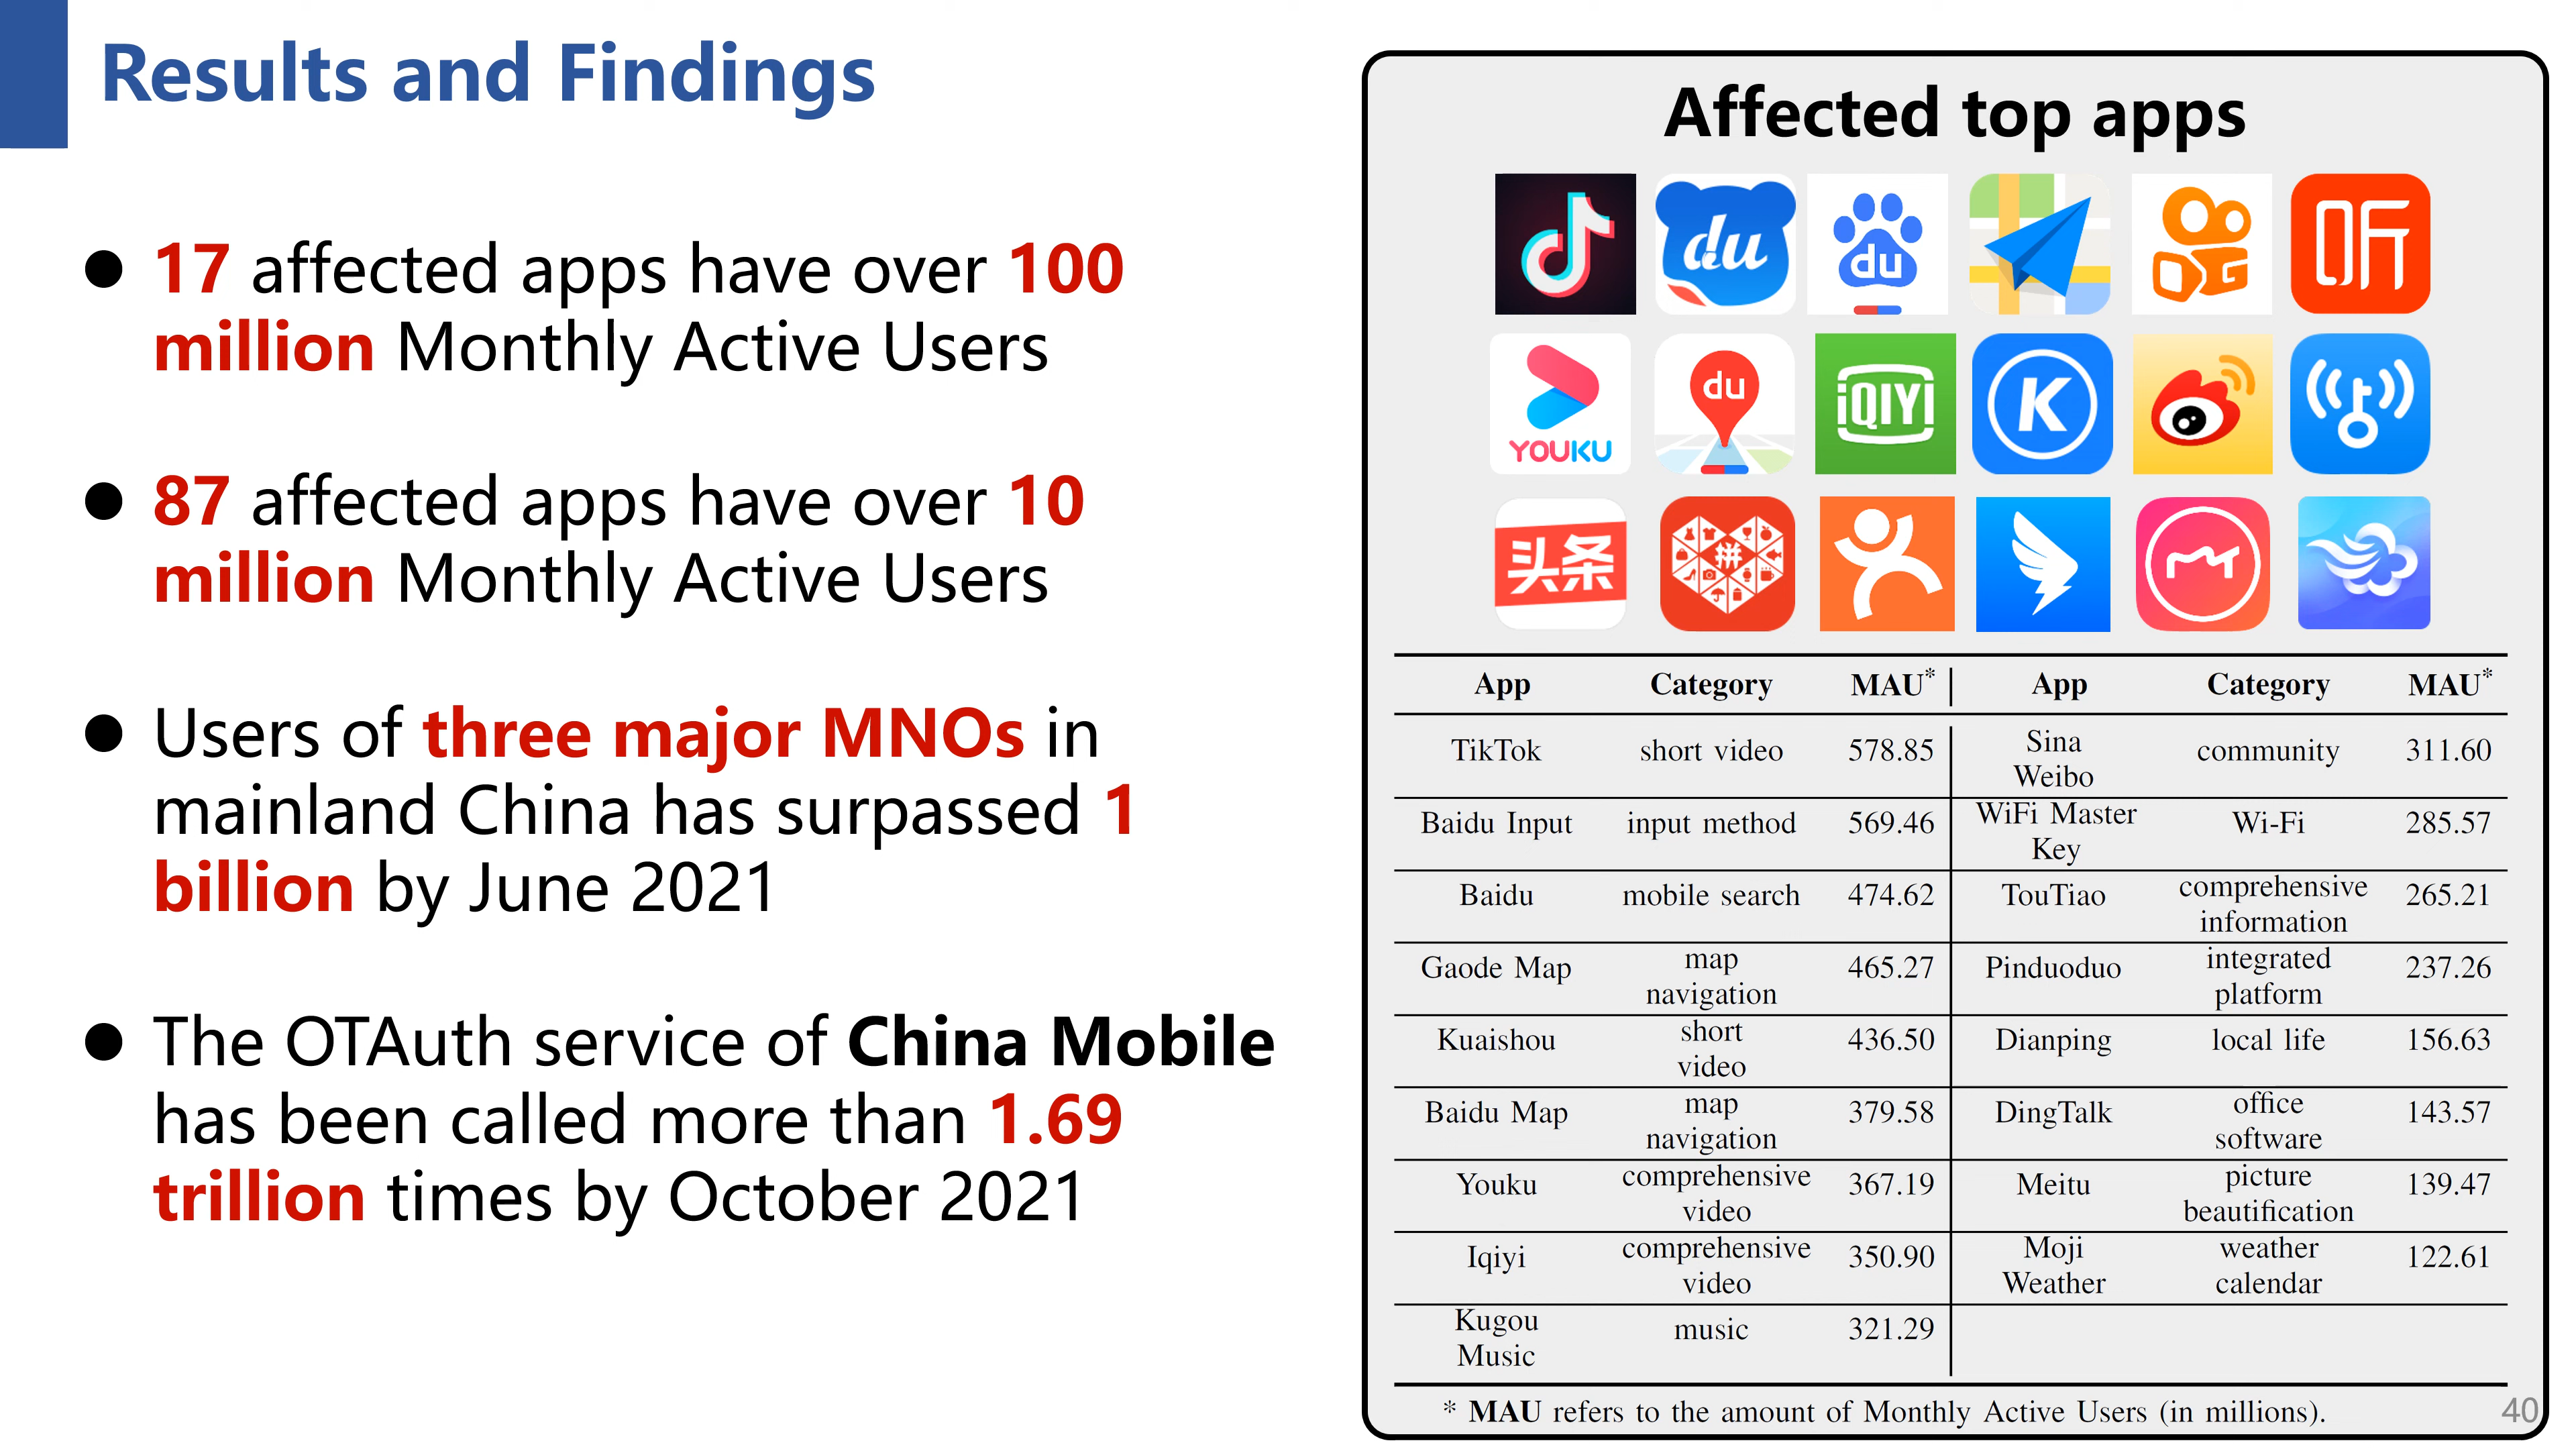 Results and Findings
● 17 affected apps have over 100
million Monthly Active Users
● 87 affected apps have over 10
million Monthly Active Users
● Users of three major MNOs in
mainland China has surpassed 1
billion by June 2021
● The OTAuth service of China Mobile
has been called more than 1.69
trillion times by October 2021
Affected top apps
du
du
YOUKU
du
iQIYI
K
头条
拼
App Category MAU* App Category MAU*
TikTok short video 578.85 Sina Weibo community 311.60
Baidu Input input method 569.46 WiFi Master Key Wi-Fi 285.57
Baidu mobile search 474.62 TouTiao comprehensive information 265.21
Gaode Map map navigation 465.27 Pinduoduo integrated platform 237.26
Kuaishou short video 436.50 Dianping local life 156.63
Baidu Map map navigation 379.58 DingTalk office software 143.57
Youku comprehensive video 367.19 Meitu picture beautification 139.47
Iqiyi comprehensive video 350.90 Moji Weather weather calendar 122.61
Kugou Music music 321.29
* MAU refers to the amount of Monthly Active Users (in millions).
40